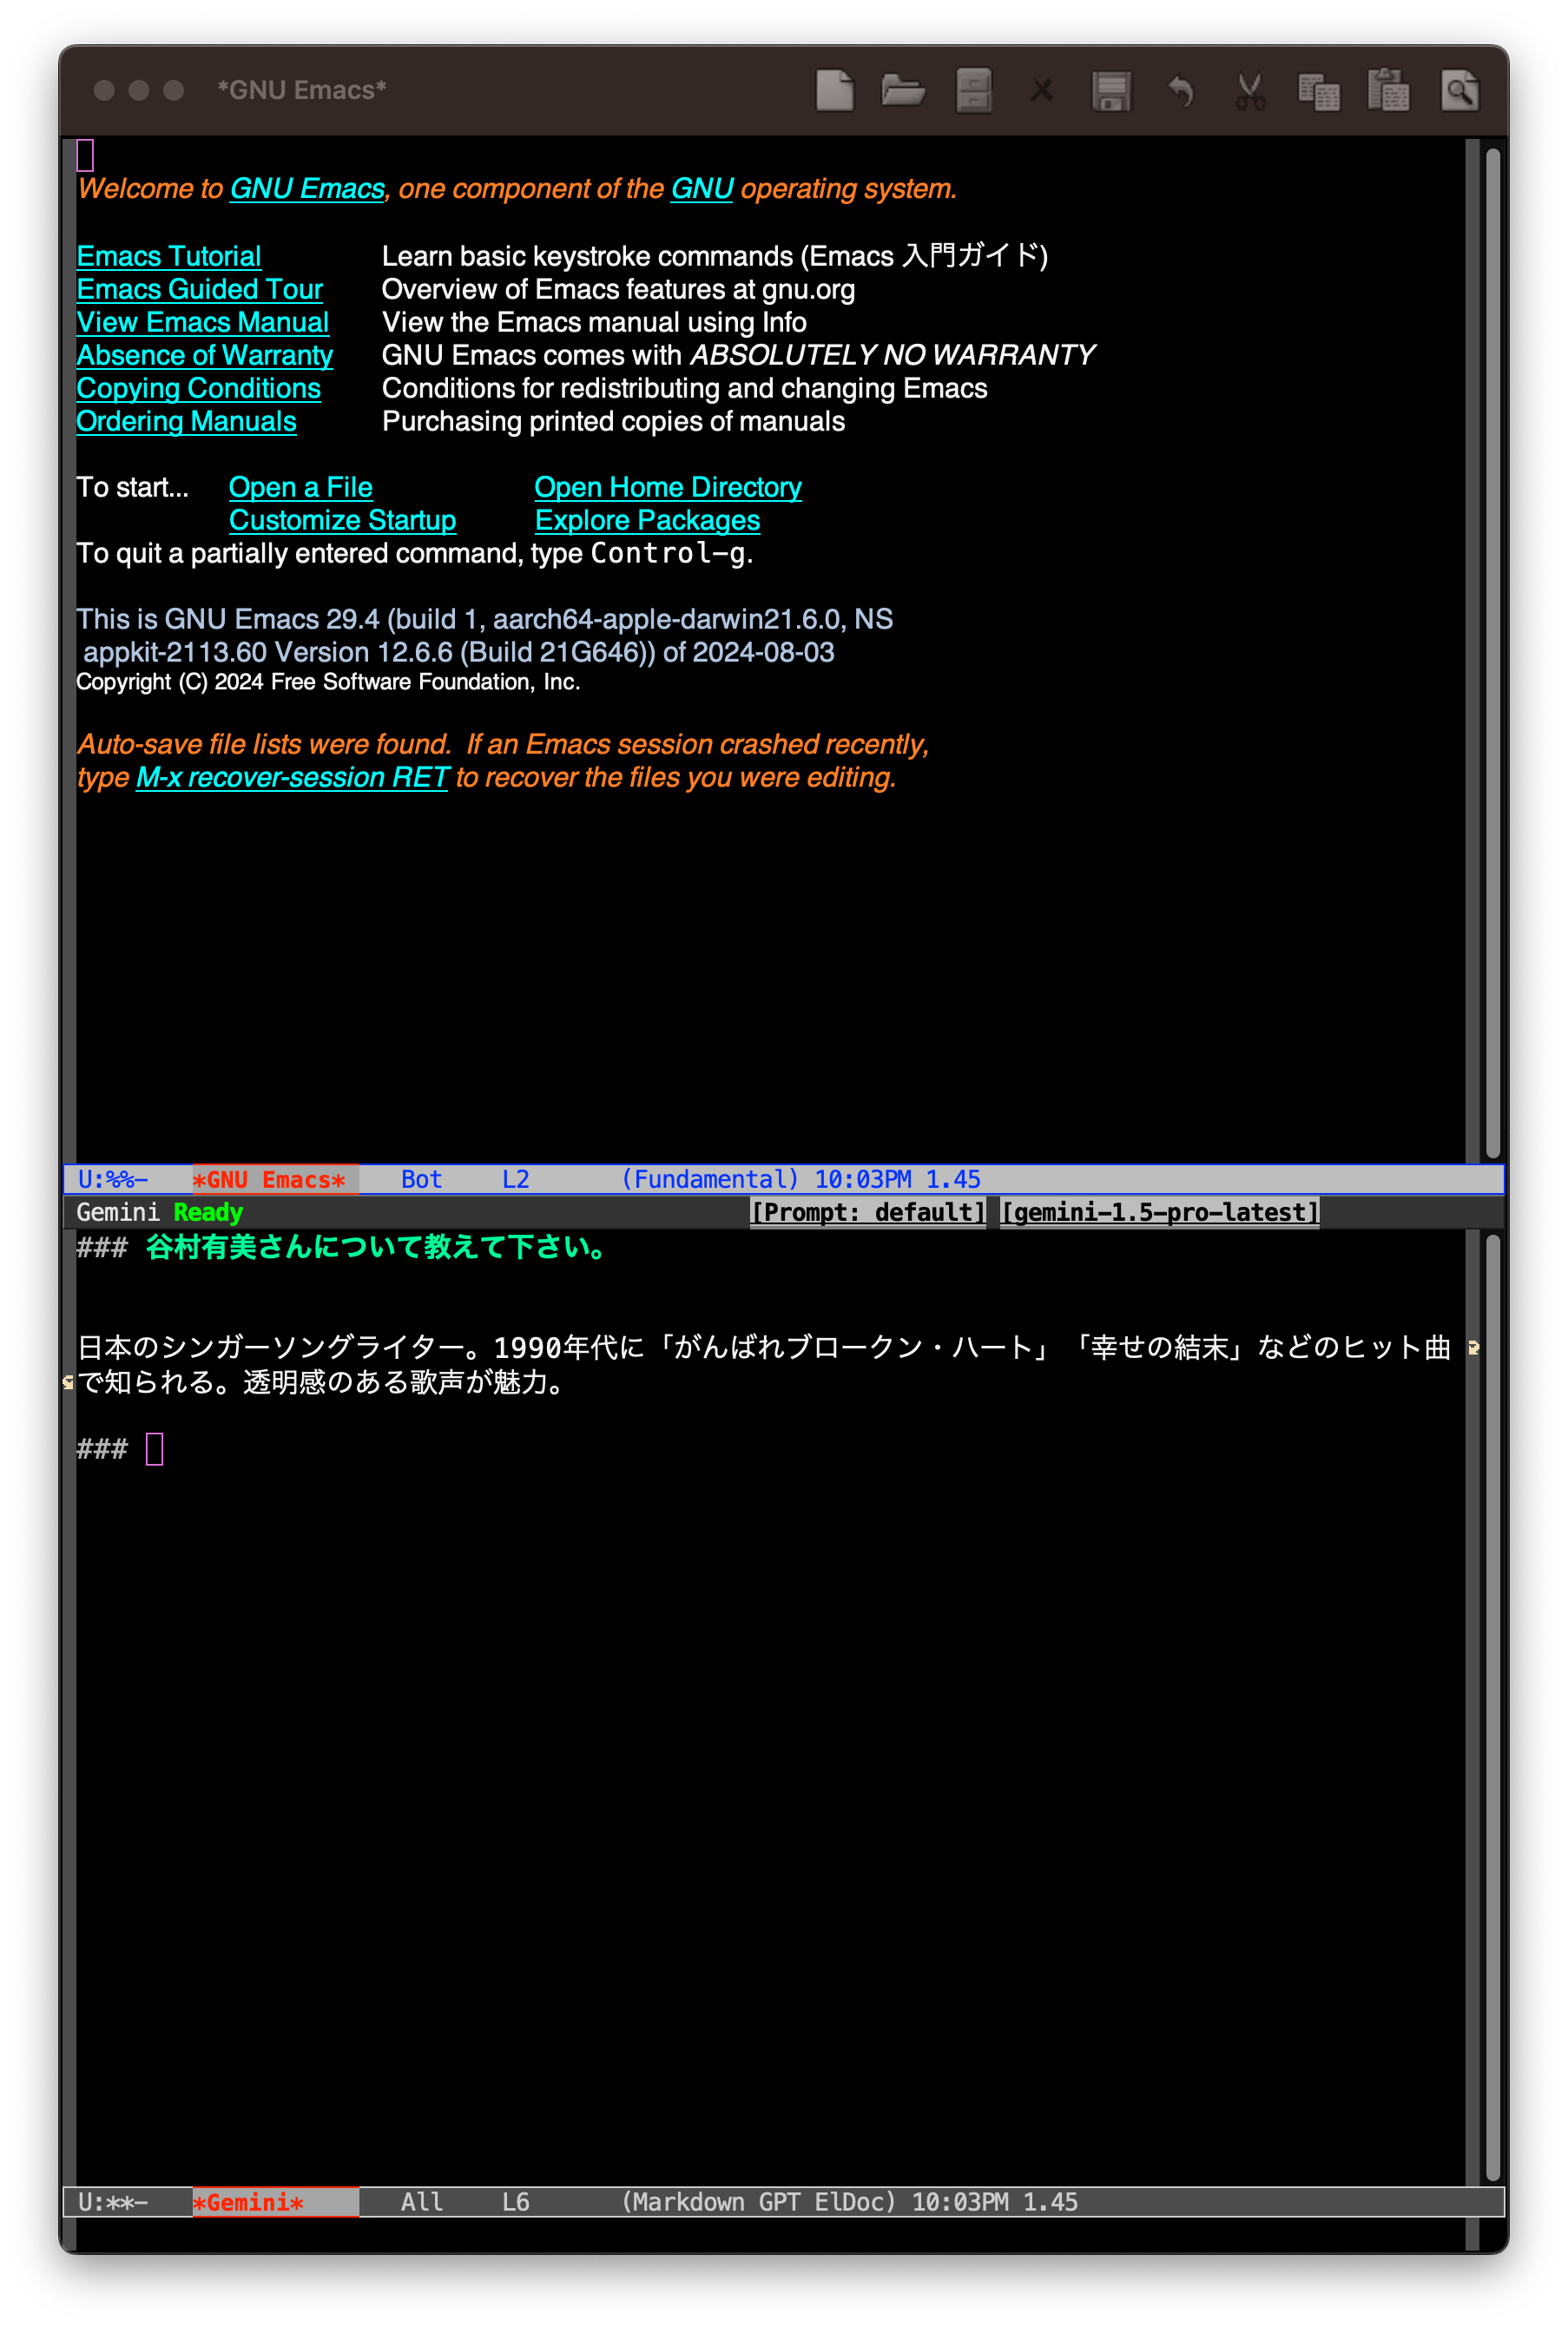 *GNU Emacs*
Welcome to GNU Emacs, one component of the GNU operating system.
Emacs Tutorial Learn basic keystroke commands (Emacs 入門ガイド)
Emacs Guided Tour Overview of Emacs features at gnu.org
View Emacs Manual View the Emacs manual using Info
Absence of Warranty GNU Emacs comes with ABSOLUTELY NO WARRANTY
Copying Conditions Conditions for redistributing and changing Emacs
Ordering Manuals Purchasing printed copies of manuals
To start... Open a File Open Home Directory
Customize Startup Explore Packages
To quit a partially entered command, type Control-g.
This is GNU Emacs 29.4 (build 1, aarch64-apple-darwin21.6.0, NS
appkit-2113.60 Version 12.6.6 (Build 21G646)) of 2024-08-03
Copyright (C) 2024 Free Software Foundation, Inc.
Auto-save file lists were found. If an Emacs session crashed recently,
type M-x recover-session RET to recover the files you were editing.
U:%%- *GNU Emacs* Bot L2 (Fundamental) 10:03PM 1.45
Gemini Ready [Prompt: default] [gemini-1.5-pro-latest]
### 谷村有美さんについて教えて下さい。
日本のシンガーソングライター。1990年代に「がんばれブロークン・ハート」「幸せの結末」などのヒット曲
で知られる。透明感のある歌声が魅力。
###
U:**- *Gemini* All L6 (Markdown GPT ElDoc) 10:03PM 1.45